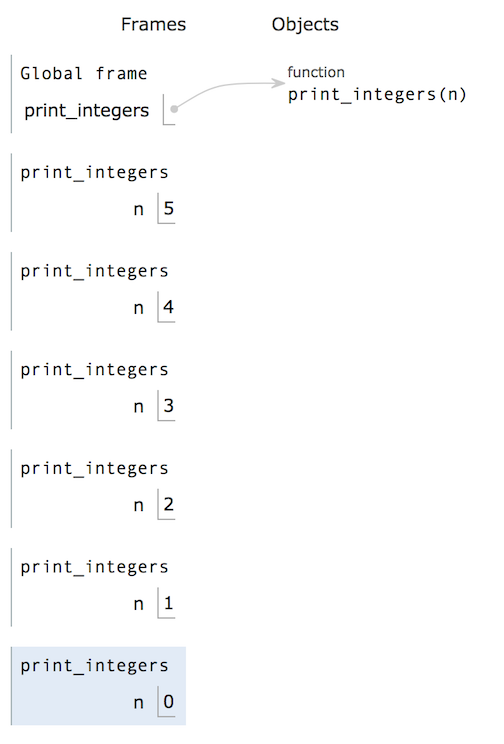 Frames Objects
Global frame
print_integers
function
print_integers(n)
print_integers
n 5
print_integers
n 4
print_integers
n 3
print_integers
n 2
print_integers
n 1
print_integers
n 0